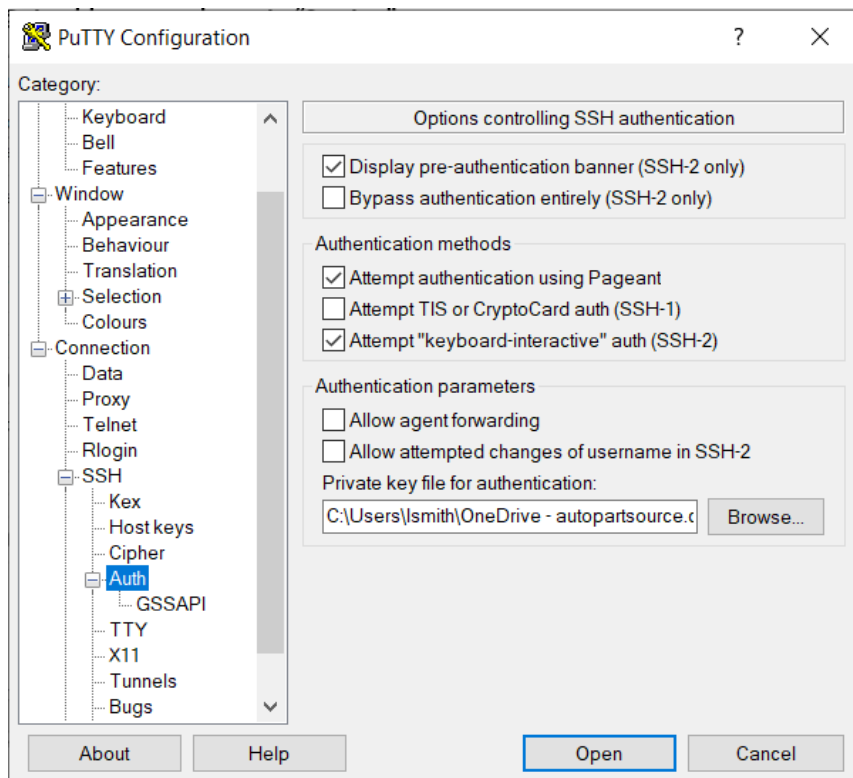 PuTTY Configuration
?
Category:
Keyboard
Bell
Features
Window
Appearance
Behaviour
Translation
Selection
Colours
Connection
Data
Proxy
Telnet
Rlogin
SSH
Kex
Host keys
Cipher
Auth
GSSAPI
TTY
X11
Tunnels
Bugs
Options controlling SSH authentication
Display pre-authentication banner (SSH-2 only)
Bypass authentication entirely (SSH-2 only)
Authentication methods
Attempt authentication using Pageant
Attempt TIS or CryptoCard auth (SSH-1)
Attempt "keyboard-interactive" auth (SSH-2)
Authentication parameters
Allow agent forwarding
Allow attempted changes of username in SSH-2
Private key file for authentication:
C:\Users\lsmith\OneDrive - autopartsource.c
Browse...
About
Help
Open
Cancel